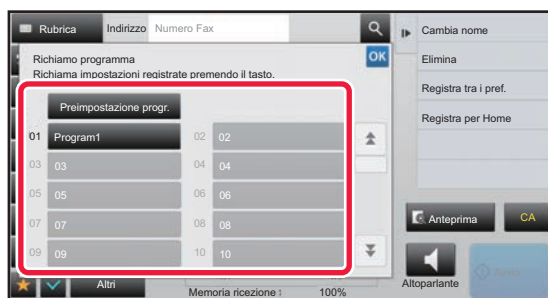 Rubrica
Indirizzo
Numero Fax
Richiamo programma
Richiama impostazioni registrate premendo il tasto.
OK
Preimpostazione progr.
01 Program1
02 02
03 03
04 04
05 05
06 06
07 07
08 08
09 09
10 10
Altri
Memoria ricezione :
100%
Cambia nome
Elimina
Registra tra i pref.
Registra per Home
Anteprima
CA
Altoparlante